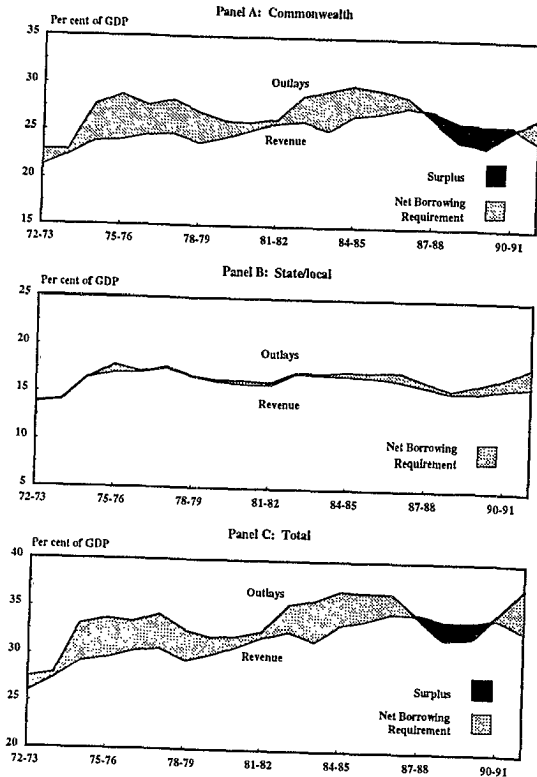 Panel A: Commonwealth
Per cent of GDP
35
30
25
20
15
Outlays
Revenue
Surplus
Net Borrowing
Requirement
72-73 75-76 78-79 81-82 84-85 87-88 90-91
Panel B: State/local
Per cent of GDP
25
20
15
10
5
Outlays
Revenue
Net Borrowing
Requirement
72-73 75-76 78-79 81-82 84-85 87-88 90-91
Panel C: Total
Per cent of GDP
40
35
30
25
20
Outlays
Revenue
Surplus
Net Borrowing
Requirement
72-73 75-76 78-79 81-82 84-85 87-88 90-91